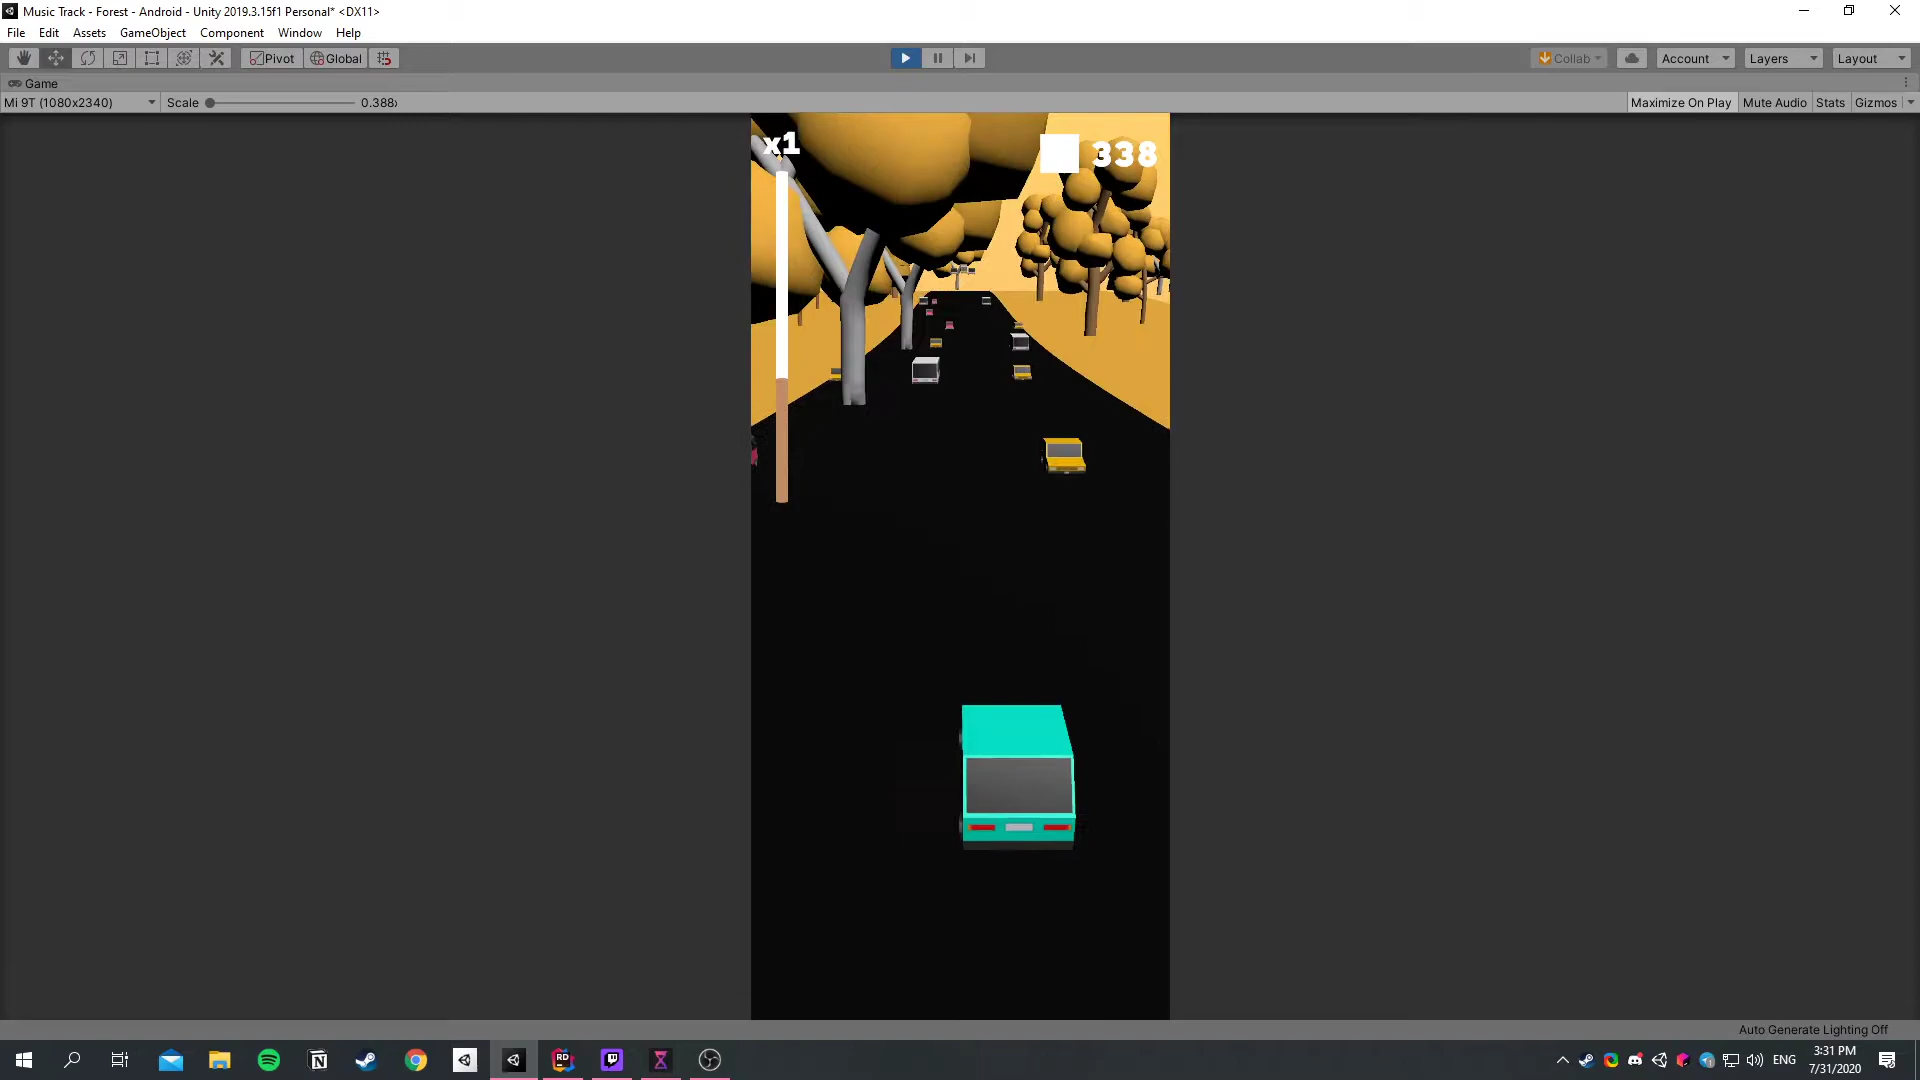 Music Track - Forest - Android - Unity 2019.3.15f1 Personal* <DX11>
File Edit Assets GameObject Component Window Help
Pivot Global Collab Account Layers Layout
Game
Mi 9T (1080x2340) Scale 0.388x Maximize On Play Mute Audio Stats Gizmos
x1 338
Auto Generate Lighting Off
RD ENG 3:31 PM
7/31/2020